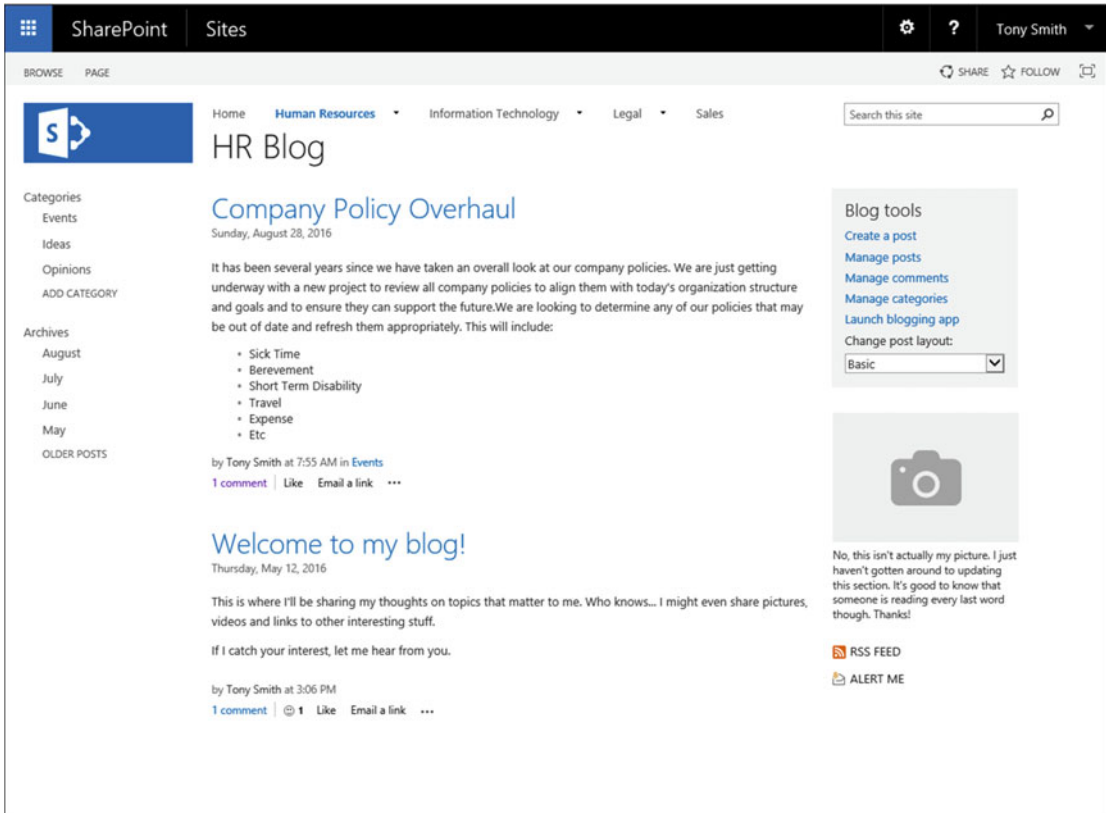 SharePoint Sites ? Tony Smith
BROWSE PAGE SHARE FOLLOW
S
Home Human Resources Information Technology Legal Sales
Search this site
HR Blog
Categories
Events
Ideas
Opinions
ADD CATEGORY
Archives
August
July
June
May
OLDER POSTS
Company Policy Overhaul
Sunday, August 28, 2016
It has been several years since we have taken an overall look at our company policies. We are just getting
underway with a new project to review all company policies to align them with today's organization structure
and goals and to ensure they can support the future.We are looking to determine any of our policies that may
be out of date and refresh them appropriately. This will include:
• Sick Time
• Berevement
• Short Term Disability
• Travel
• Expense
• Etc
by Tony Smith at 7:55 AM in Events
1 comment Like Email a link ...
Welcome to my blog!
Thursday, May 12, 2016
This is where I'll be sharing my thoughts on topics that matter to me. Who knows... I might even share pictures,
videos and links to other interesting stuff.
If I catch your interest, let me hear from you.
by Tony Smith at 3:06 PM
1 comment 1 Like Email a link ...
Blog tools
Create a post
Manage posts
Manage comments
Manage categories
Launch blogging app
Change post layout:
Basic
No, this isn't actually my picture. I just
haven't gotten around to updating
this section. It's good to know that
someone is reading every last word
though. Thanks!
RSS FEED
ALERT ME